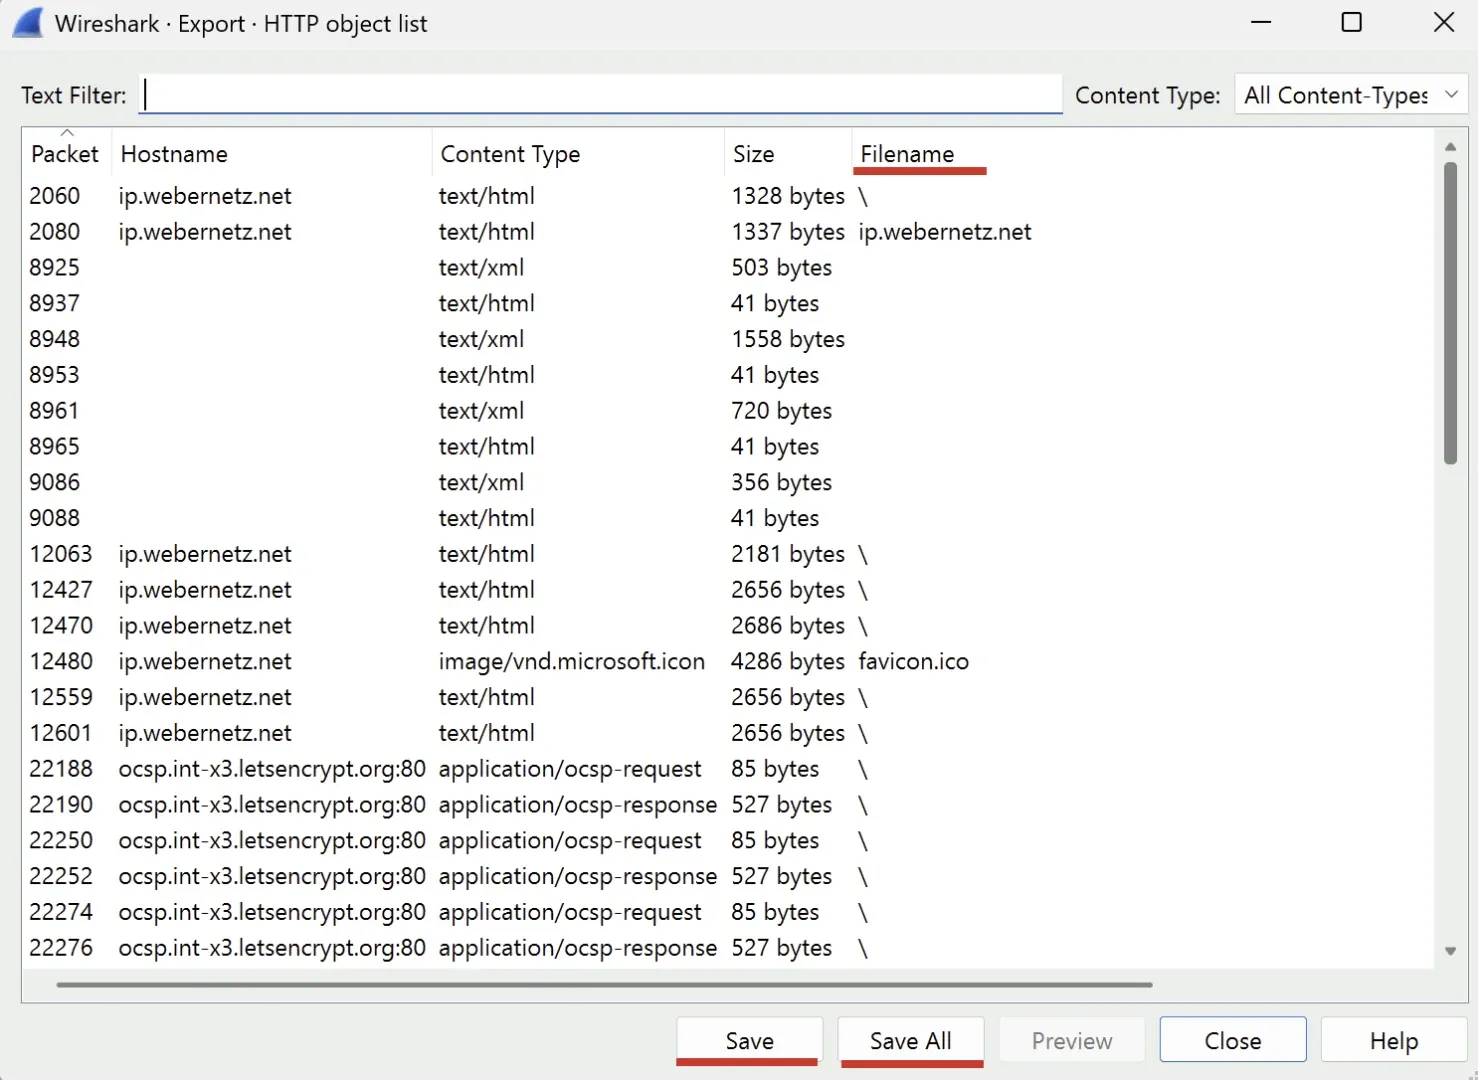 Wireshark · Export · HTTP object list
Text Filter: Content Type: All Content-Types
Packet Hostname Content Type Size Filename
2060 ip.webernetz.net text/html 1328 bytes \
2080 ip.webernetz.net text/html 1337 bytes ip.webernetz.net
8925 text/xml 503 bytes
8937 text/html 41 bytes
8948 text/xml 1558 bytes
8953 text/html 41 bytes
8961 text/xml 720 bytes
8965 text/html 41 bytes
9086 text/xml 356 bytes
9088 text/html 41 bytes
12063 ip.webernetz.net text/html 2181 bytes \
12427 ip.webernetz.net text/html 2656 bytes \
12470 ip.webernetz.net text/html 2686 bytes \
12480 ip.webernetz.net image/vnd.microsoft.icon 4286 bytes favicon.ico
12559 ip.webernetz.net text/html 2656 bytes \
12601 ip.webernetz.net text/html 2656 bytes \
22188 ocsp.int-x3.letsencrypt.org:80 application/ocsp-request 85 bytes \
22190 ocsp.int-x3.letsencrypt.org:80 application/ocsp-response 527 bytes \
22250 ocsp.int-x3.letsencrypt.org:80 application/ocsp-request 85 bytes \
22252 ocsp.int-x3.letsencrypt.org:80 application/ocsp-response 527 bytes \
22274 ocsp.int-x3.letsencrypt.org:80 application/ocsp-request 85 bytes \
22276 ocsp.int-x3.letsencrypt.org:80 application/ocsp-response 527 bytes \
Save Save All Preview Close Help